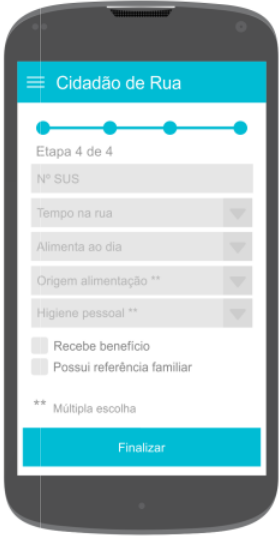 Cidadão de Rua
Etapa 4 de 4
Nº SUS
Tempo na rua
Alimenta ao dia
Origem alimentação **
Higiene pessoal **
Recebe benefício
Possui referência familiar
** Múltipla escolha
Finalizar